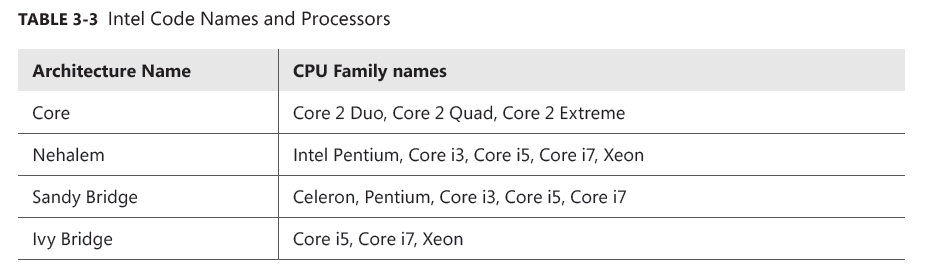 TABLE 3-3 Intel Code Names and Processors
Architecture Name CPU Family names
Core Core 2 Duo, Core 2 Quad, Core 2 Extreme
Nehalem Intel Pentium, Core i3, Core i5, Core i7, Xeon
Sandy Bridge Celeron, Pentium, Core i3, Core i5, Core i7
Ivy Bridge Core i5, Core i7, Xeon